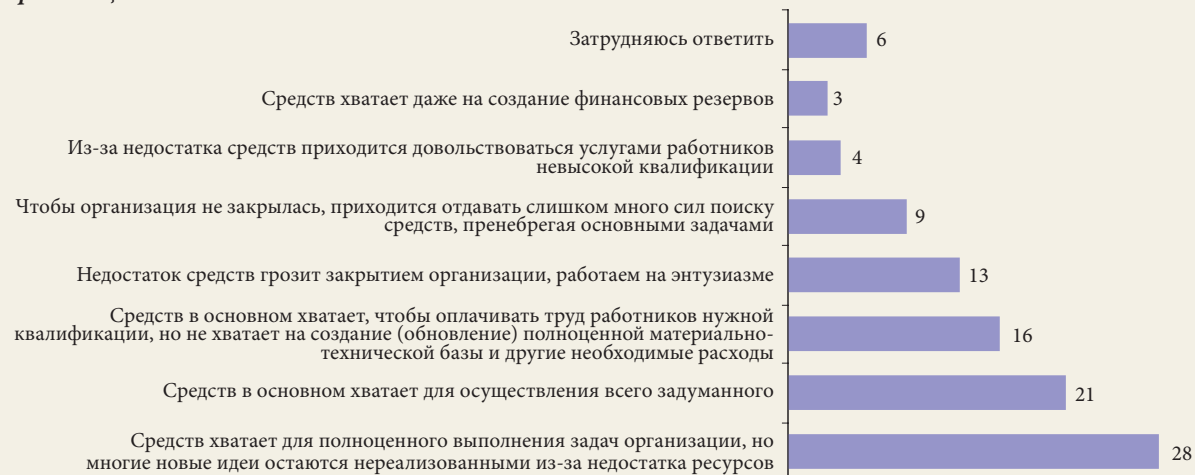 Затрудняюсь ответить
6
Средств хватает даже на создание финансовых резервов
3
Из-за недостатка средств приходится довольствоваться услугами работников
невысокой квалификации
4
Чтобы организация не закрылась, приходится отдавать слишком много сил поиску
средств, пренебрегая основными задачами
9
Недостаток средств грозит закрытием организации, работаем на энтузиазме
13
Средств в основном хватает, чтобы оплачивать труд работников нужной
квалификации, но не хватает на создание (обновление) полноценной материально-
технической базы и другие необходимые расходы
16
Средств в основном хватает для осуществления всего задуманного
21
Средств хватает для полноценного выполнения задач организации, но
многие новые идеи остаются нереализованными из-за недостатка ресурсов
28